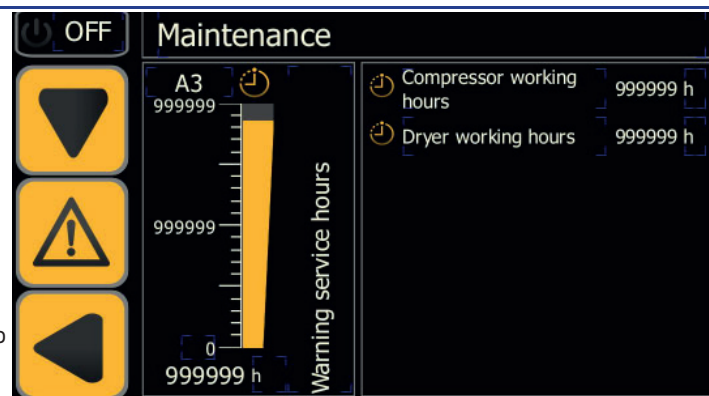 OFF
Maintenance
A3
999999
999999
0
999999 h
Warning service hours
Compressor working
hours
999999 h
Dryer working hours
999999 h